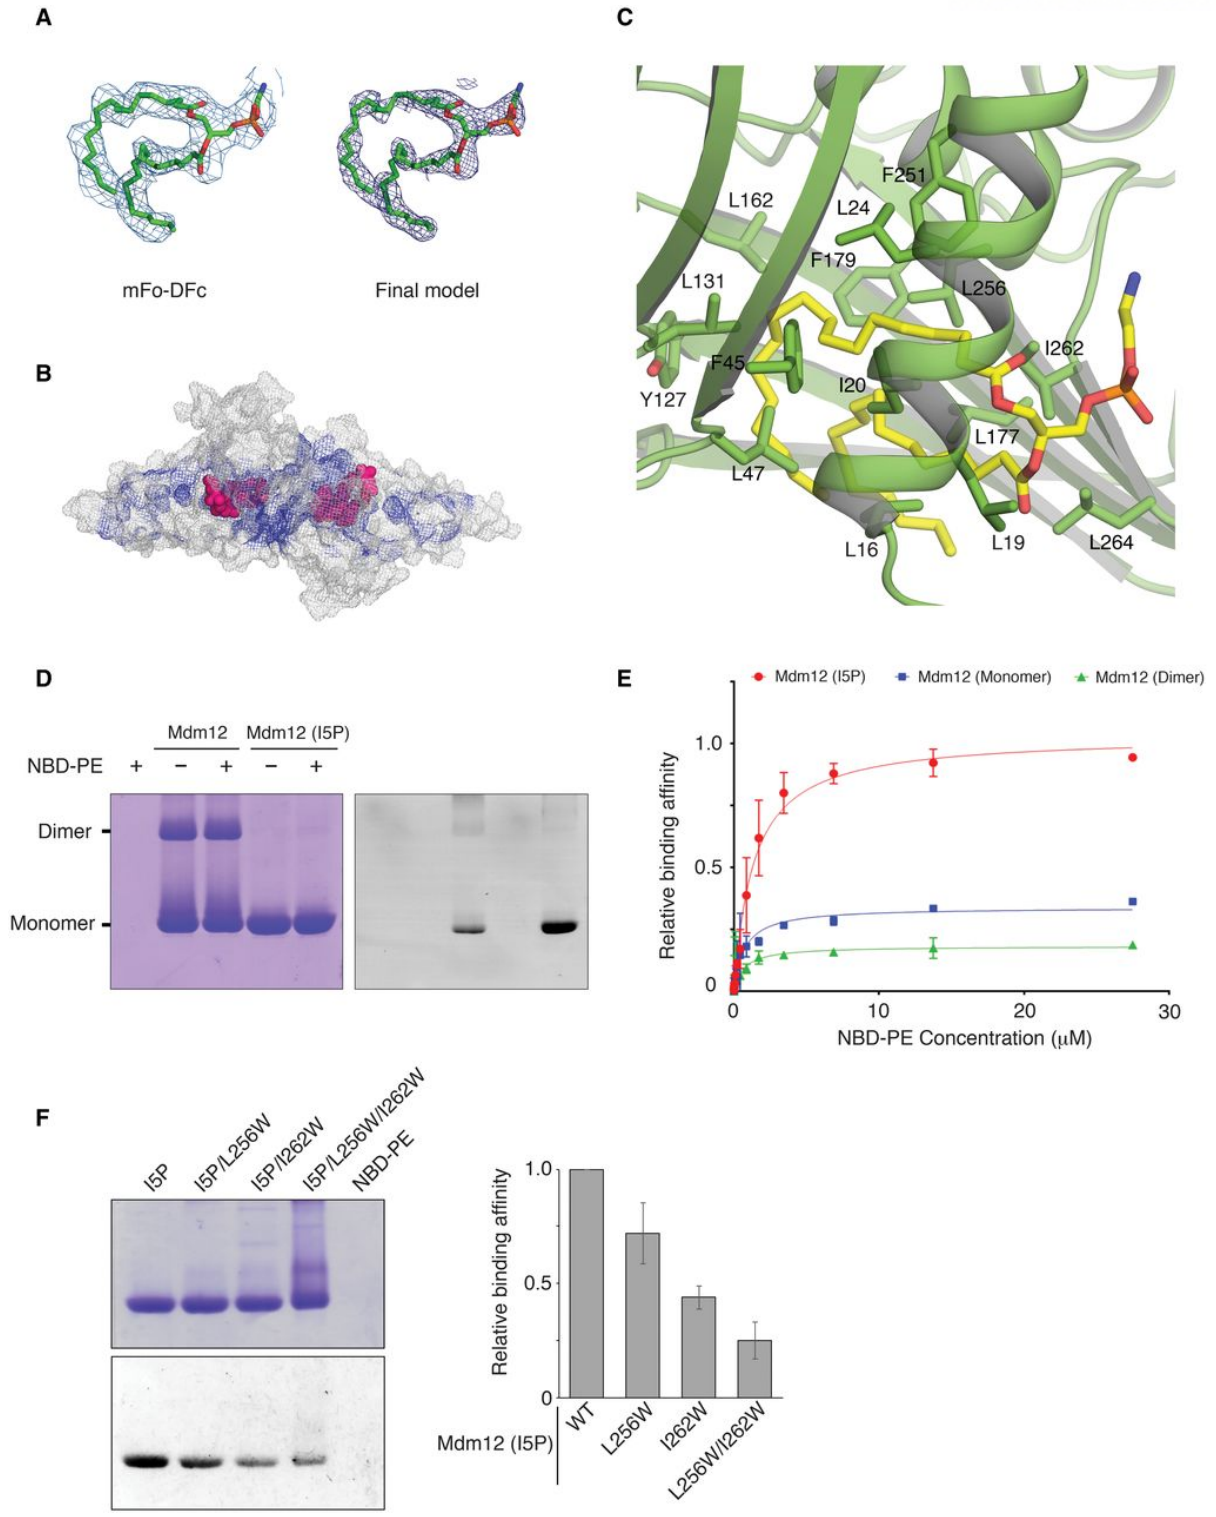 A
mFo-DFc
Final model
B
C
F251
L162
L24
F179
L131
L256
F45
I262
I20
Y127
L177
L47
L16
L19
L264
D
Mdm12
Mdm12 (I5P)
NBD-PE + − + − +
Dimer
Monomer
E
Mdm12 (I5P)
Mdm12 (Monomer)
Mdm12 (Dimer)
Relative binding affinity
1.0
0.5
0
0 10 20 30
NBD-PE Concentration (μM)
F
I5P
I5P/L256W
I5P/I262W
I5P/L256W/I262W
NBD-PE
Relative binding affinity
1.0
0.5
0
Mdm12 (I5P)
WT
L256W
I262W
L256W/I262W